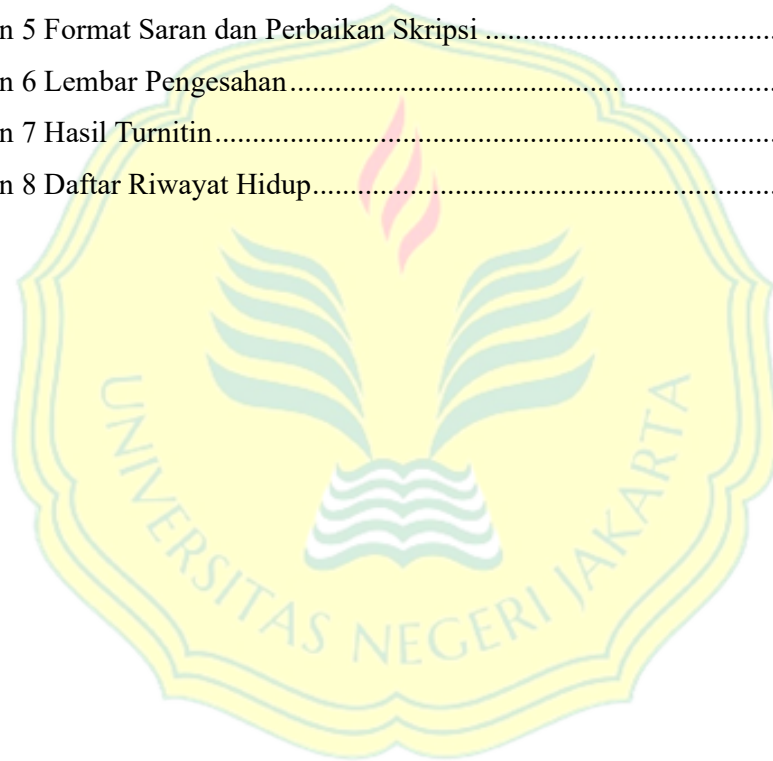 n 5 Format Saran dan Perbaikan Skripsi ....................................
n 6 Lembar Pengesahan..............................................................
n 7 Hasil Turnitin........................................................................
n 8 Daftar Riwayat Hidup...........................................................
UNIVERSITAS NEGERI JAKARTA